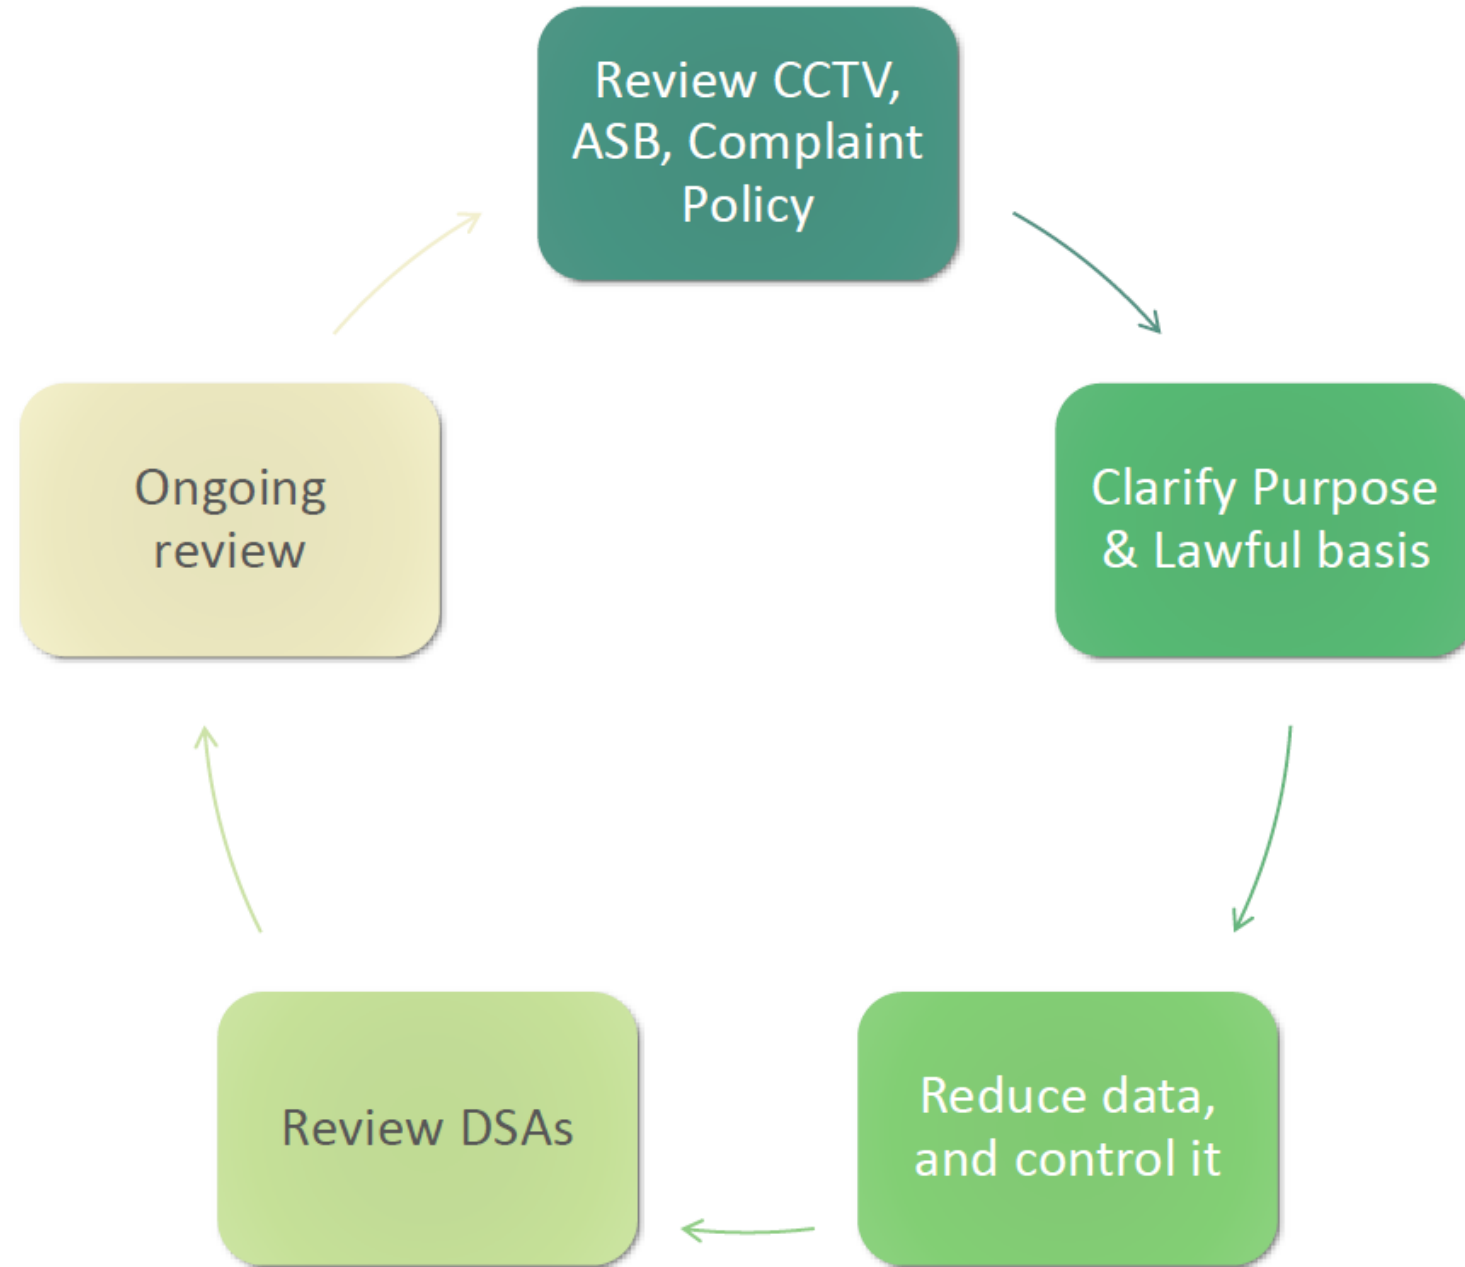 Review CCTV,
ASB, Complaint
Policy
Clarify Purpose
& Lawful basis
Reduce data,
and control it
Review DSAs
Ongoing
review